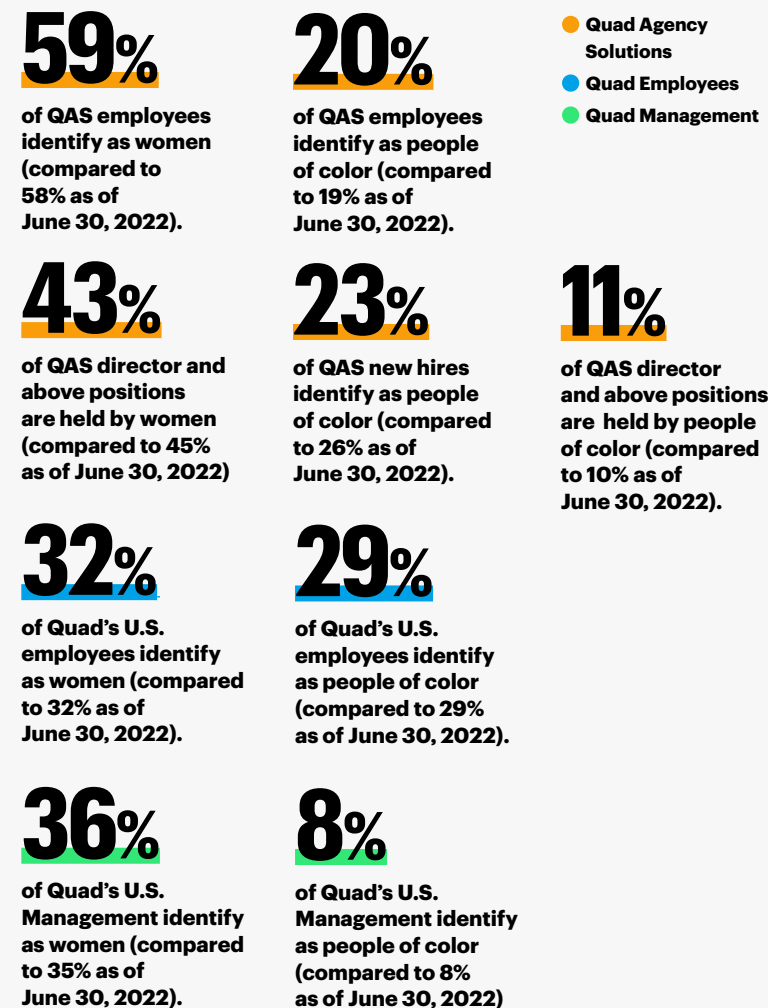 59%
of QAS employees
identify as women
(compared to
58% as of
June 30, 2022).
20%
of QAS employees
identify as people
of color (compared
to 19% as of
June 30, 2022).
Quad Agency
Solutions
Quad Employees
Quad Management
43%
of QAS director and
above positions
are held by women
(compared to 45%
as of June 30, 2022)
23%
of QAS new hires
identify as people
of color (compared
to 26% as of
June 30, 2022).
11%
of QAS director
and above positions
are held by people
of color (compared
to 10% as of
June 30, 2022).
32%
of Quad’s U.S.
employees identify
as women (compared
to 32% as of
June 30, 2022).
29%
of Quad’s U.S.
employees identify
as people of color
(compared to 29%
as of June 30, 2022).
36%
of Quad’s U.S.
Management identify
as women (compared
to 35% as of
June 30, 2022).
8%
of Quad’s U.S.
Management identify
as people of color
(compared to 8%
as of June 30, 2022)